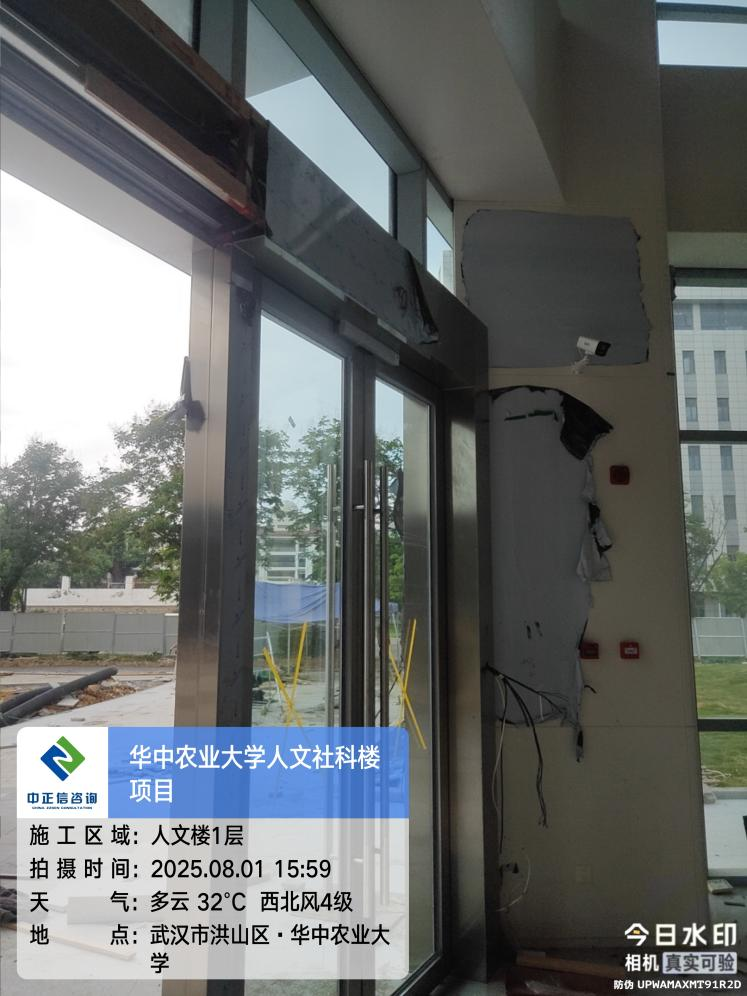 中正信咨询
CHINA ZZXIN CONSULTATION
华中农业大学人文社科楼
项目
施工区域：人文楼1层
拍摄时间：2025.08.01 15:59
天气：多云 32℃ 西北风4级
地点：武汉市洪山区·华中农业大
学
今日水印
相机 真实可验
防伪 UPWAMAXMT91R2D